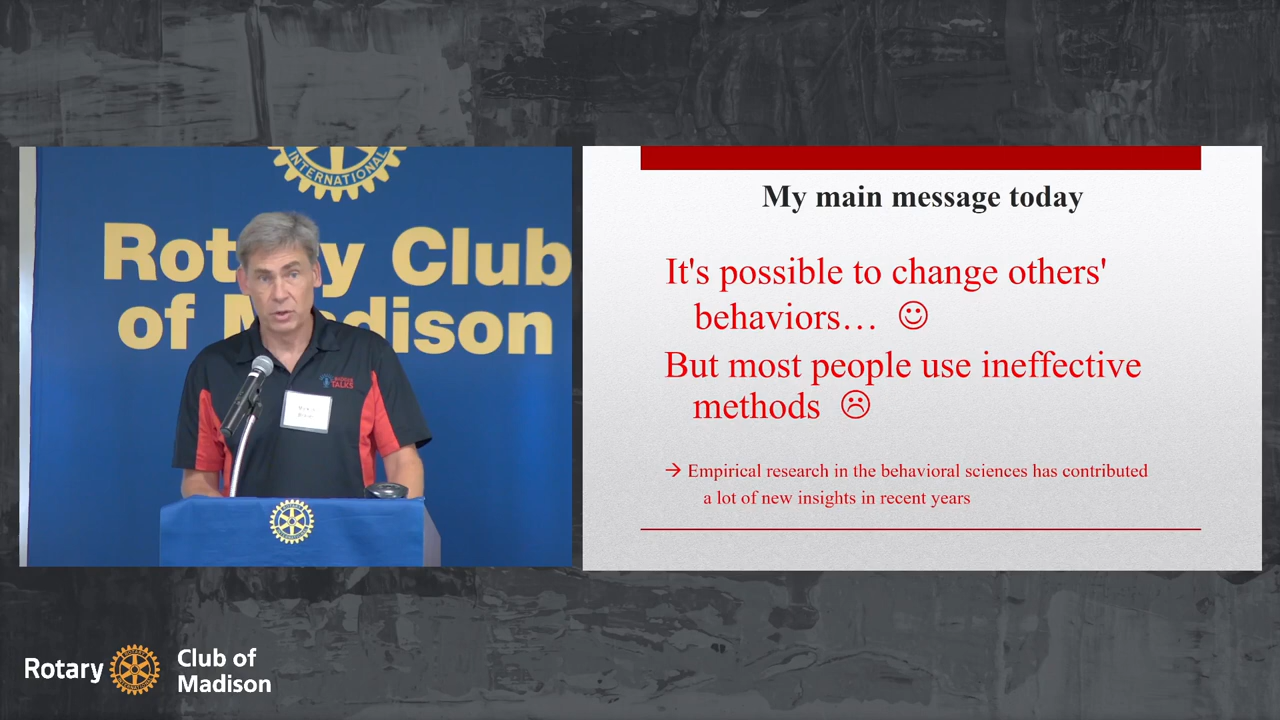 INTERNATIONAL
Rotary Club
of Madison
TALKS
My main message today
It's possible to change others'
behaviors… ☺
But most people use ineffective
methods ☹
→ Empirical research in the behavioral sciences has contributed
a lot of new insights in recent years
Rotary
Club of
Madison